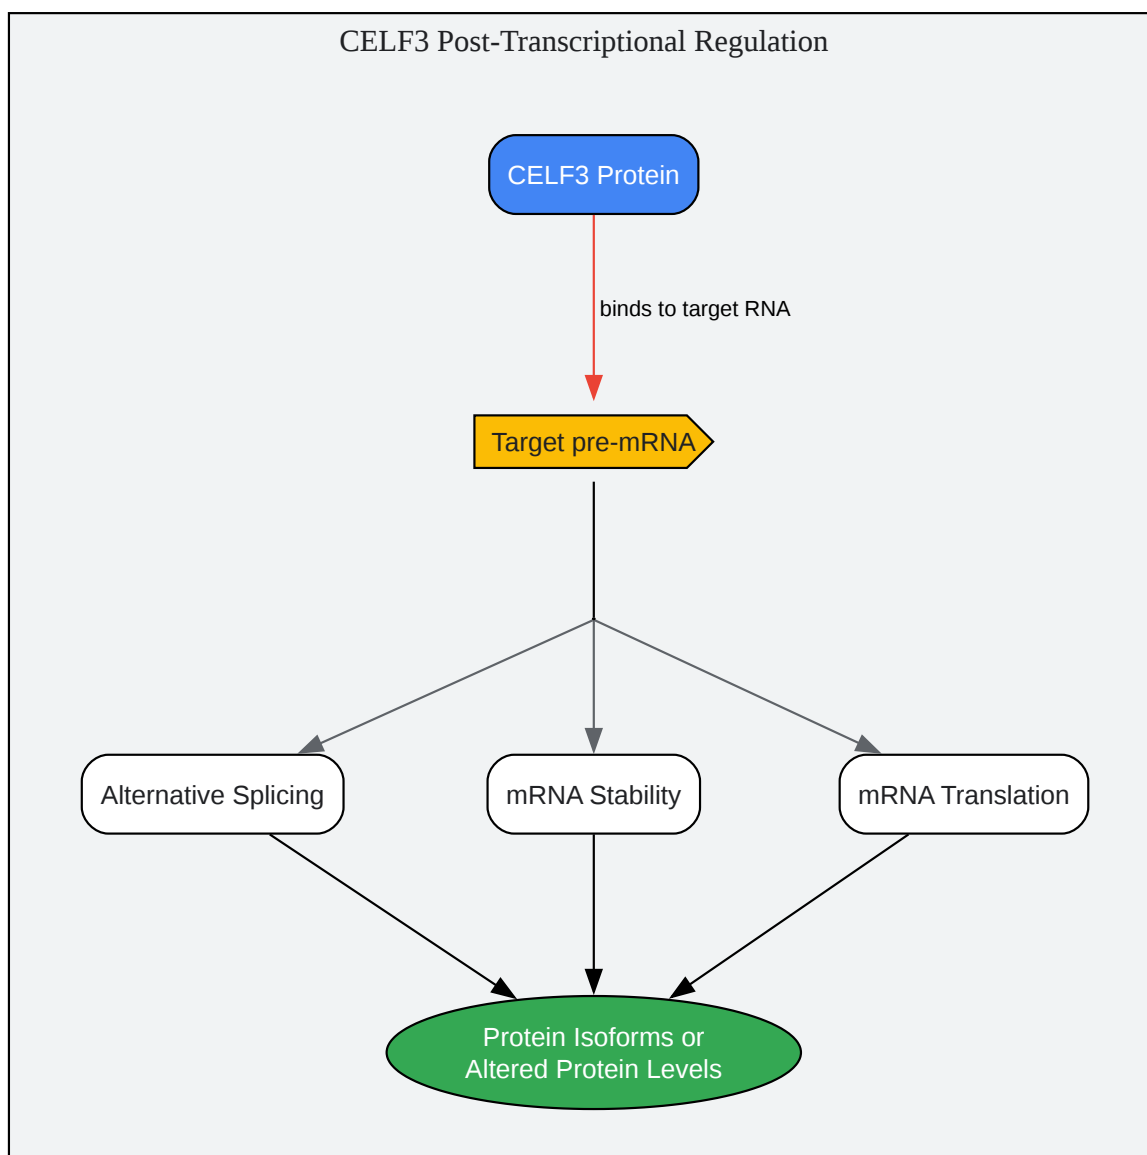 CELF3 Post-Transcriptional Regulation
CELF3 Protein
binds to target RNA
Target pre-mRNA
Alternative Splicing
mRNA Stability
mRNA Translation
Protein Isoforms or
Altered Protein Levels